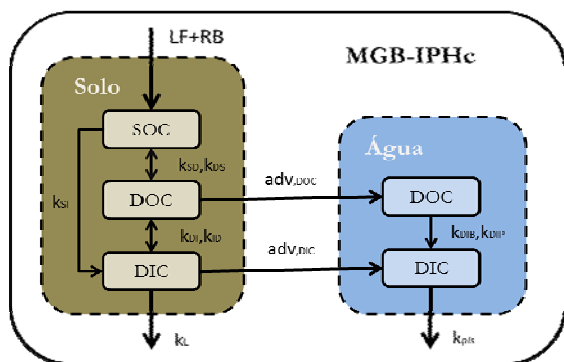 LF+RB
MGB-IPHc
Solo
SOC
kSD,kDS
kSI
DOC
kDI,kID
DIC
kL
adv,DOC
adv,DIC
Água
DOC
kDIB,kDIP
DIC
kpis